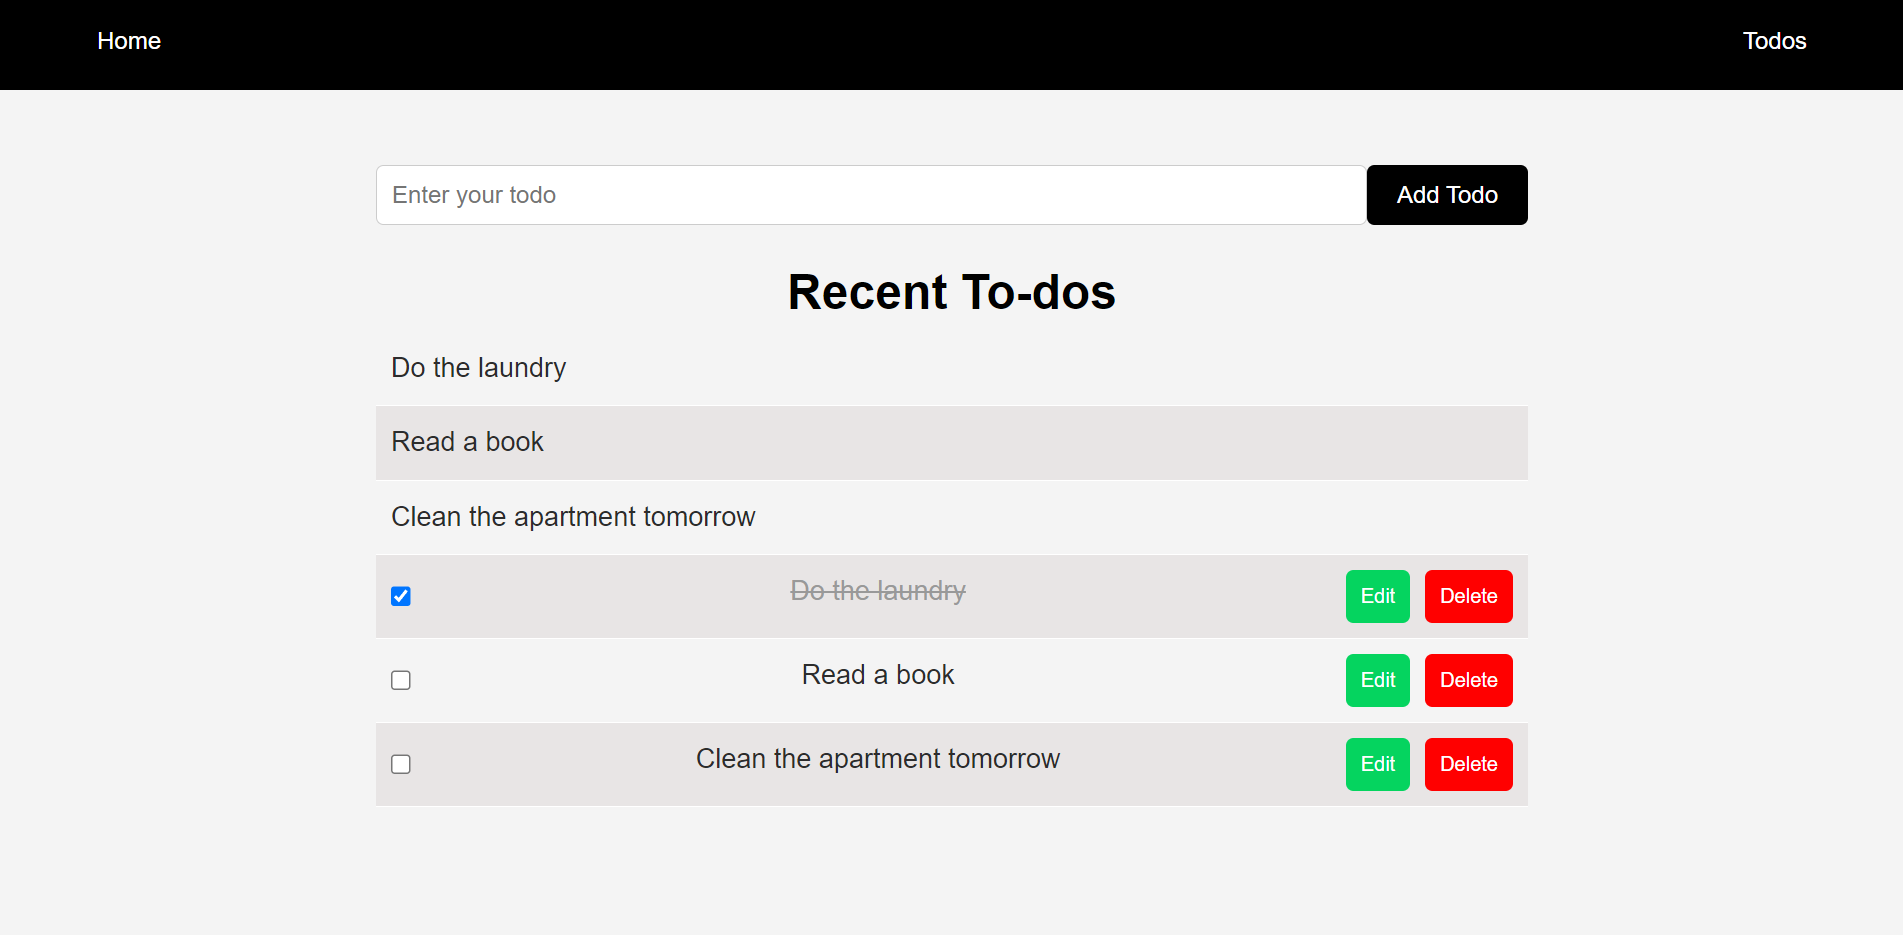 Home Todos
Enter your todo Add Todo
Recent To-dos
Do the laundry
Read a book
Clean the apartment tomorrow
Do the laundry Edit Delete
Read a book Edit Delete
Clean the apartment tomorrow Edit Delete